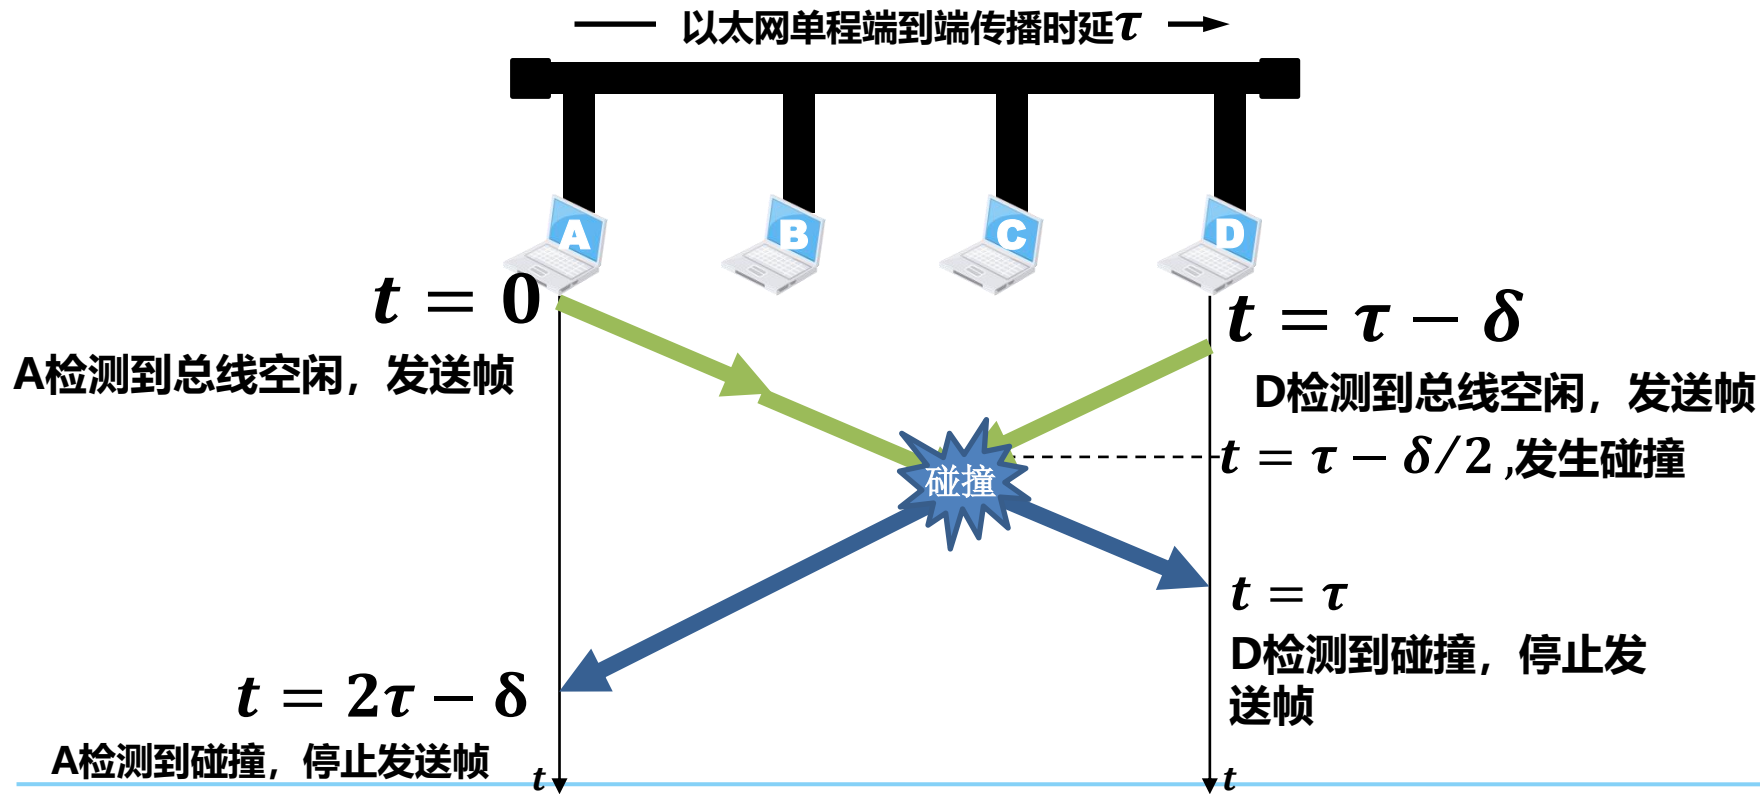 以太网单程端到端传播时延τ
A
B
C
D
t = 0
A检测到总线空闲，发送帧
t = τ − δ
D检测到总线空闲，发送帧
t = τ − δ/2 ,发生碰撞
碰撞
t = τ
D检测到碰撞，停止发
送帧
t = 2τ − δ
A检测到碰撞，停止发送帧
t
t